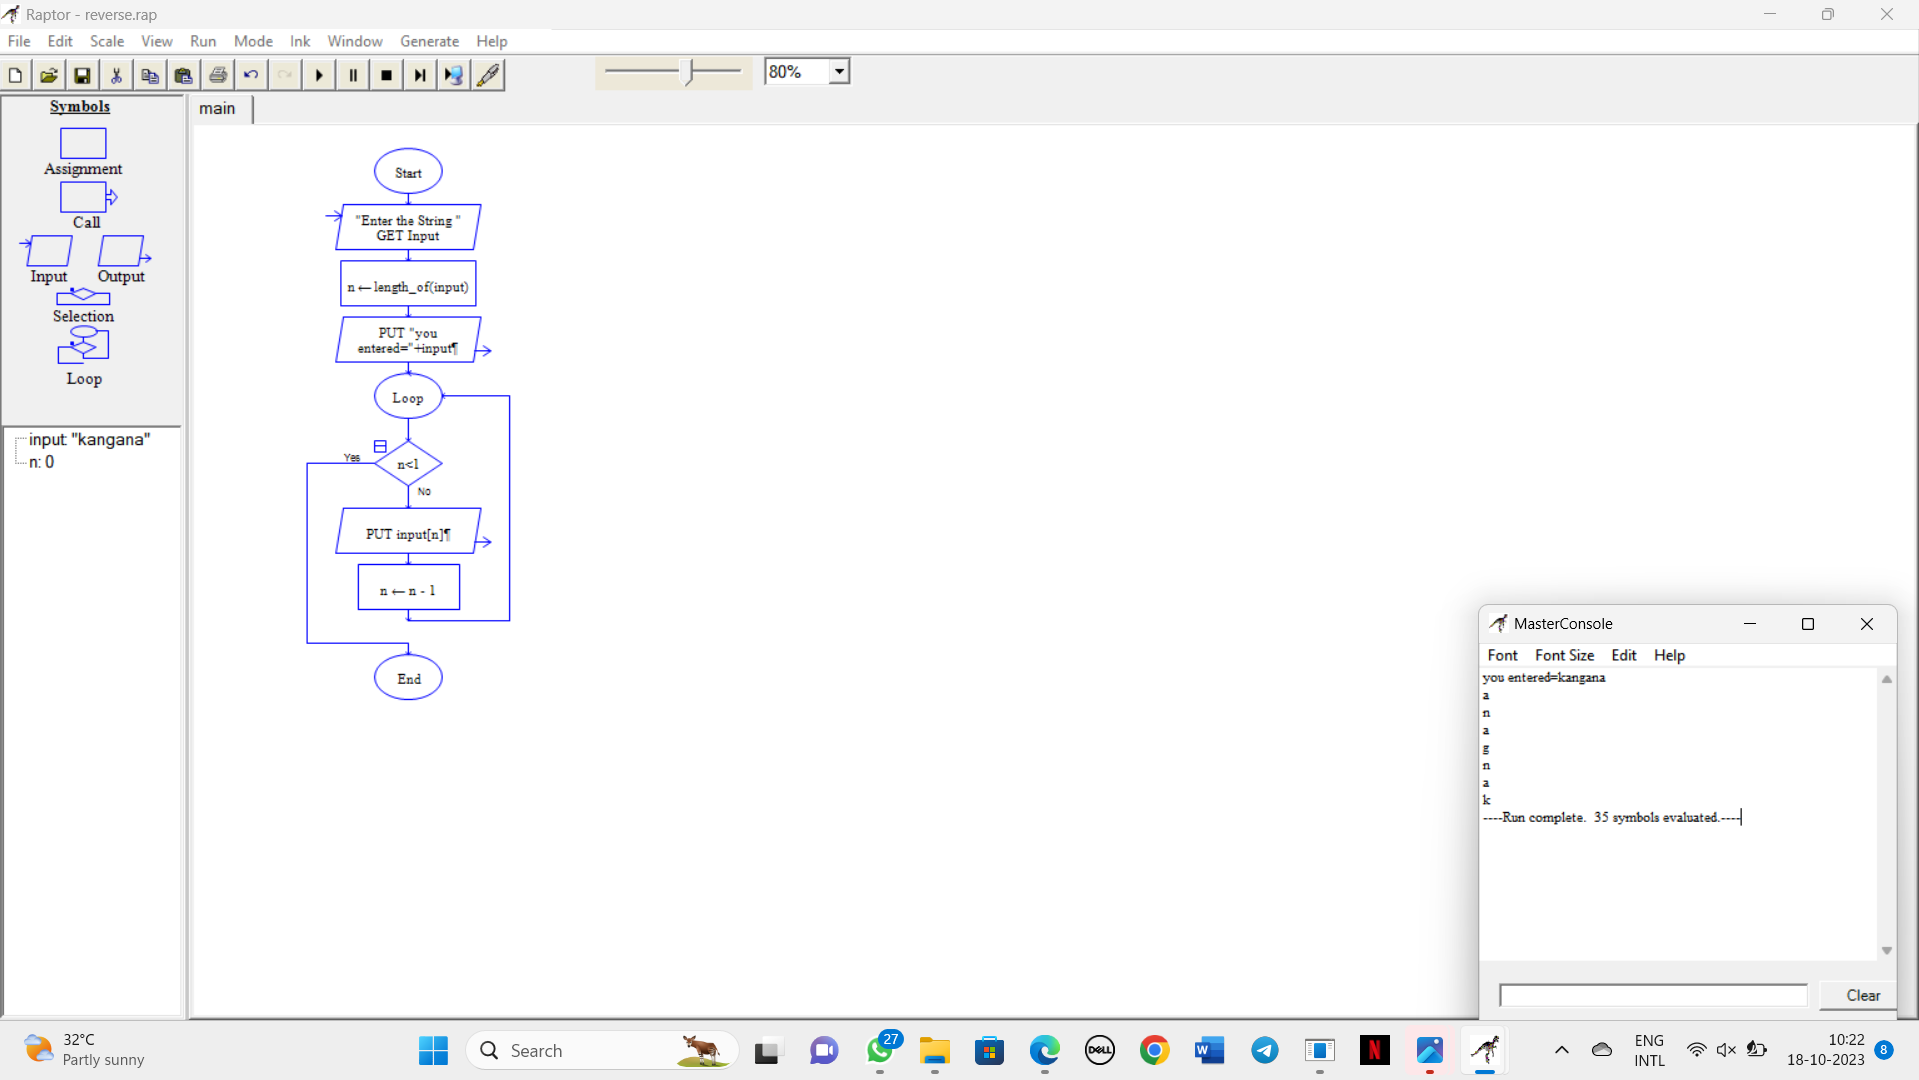 Raptor - reverse.rap
File Edit Scale View Run Mode Ink Window Generate Help
80%
Symbols
main
Assignment
Call
Input Output
Selection
Loop
input: "kangana"
n: 0
Start
"Enter the String "
GET Input
n ← length_of(input)
PUT "you
entered="+input¶
Loop
Yes
n<1
No
PUT input[n]¶
n ← n - 1
End
MasterConsole
Font Font Size Edit Help
you entered=kangana
a
n
a
g
n
a
k
----Run complete.  35 symbols evaluated.----
Clear
32°C
Partly sunny
Search
27
DELL
W
N
ENG
INTL
10:22
18-10-2023
8